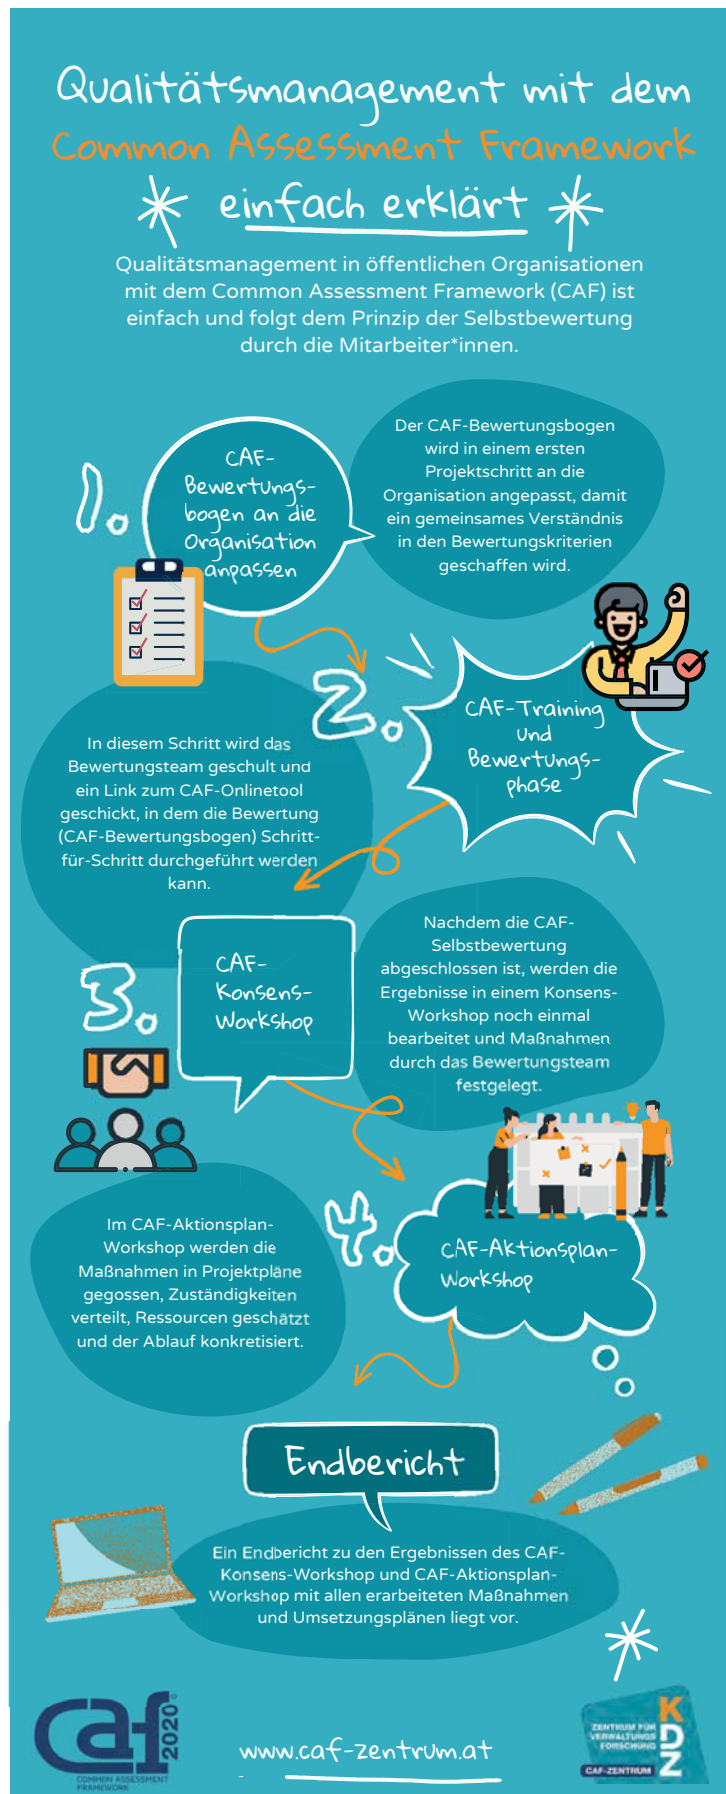 Qualitätsmanagement mit dem
Common Assessment Framework
einfach erklärt
Qualitätsmanagement in öffentlichen Organisationen
mit dem Common Assessment Framework (CAF) ist
einfach und folgt dem Prinzip der Selbstbewertung
durch die Mitarbeiter*innen.
1.
CAF-
Bewertungs-
bogen an die
Organisation
anpassen
Der CAF-Bewertungsbogen
wird in einem ersten
Projektschritt an die
Organisation angepasst, damit
ein gemeinsames Verständnis
in den Bewertungskriterien
geschaffen wird.
2.
CAF-Training
und
Bewertungs-
phase
In diesem Schritt wird das
Bewertungsteam geschult und
ein Link zum CAF-Onlinetool
geschickt, in dem die Bewertung
(CAF-Bewertungsbogen) Schritt-
für-Schritt durchgeführt werden
kann.
3.
CAF-
Konsens-
Workshop
Nachdem die CAF-
Selbstbewertung
abgeschlossen ist, werden die
Ergebnisse in einem Konsens-
Workshop noch einmal
bearbeitet und Maßnahmen
durch das Bewertungsteam
festgelegt.
4.
CAF-Aktionsplan-
Workshop
Im CAF-Aktionsplan-
Workshop werden die
Maßnahmen in Projektpläne
gegossen, Zuständigkeiten
verteilt, Ressourcen geschätzt
und der Ablauf konkretisiert.
Endbericht
Ein Endbericht zu den Ergebnissen des CAF-
Konsens-Workshop und CAF-Aktionsplan-
Workshop mit allen erarbeiteten Maßnahmen
und Umsetzungsplänen liegt vor.
caf
2020
®
COMMON ASSESSMENT
FRAMEWORK
www.caf-zentrum.at
KDZ
ZENTRUM FÜR
VERWALTUNGS
FORSCHUNG
CAF-ZENTRUM